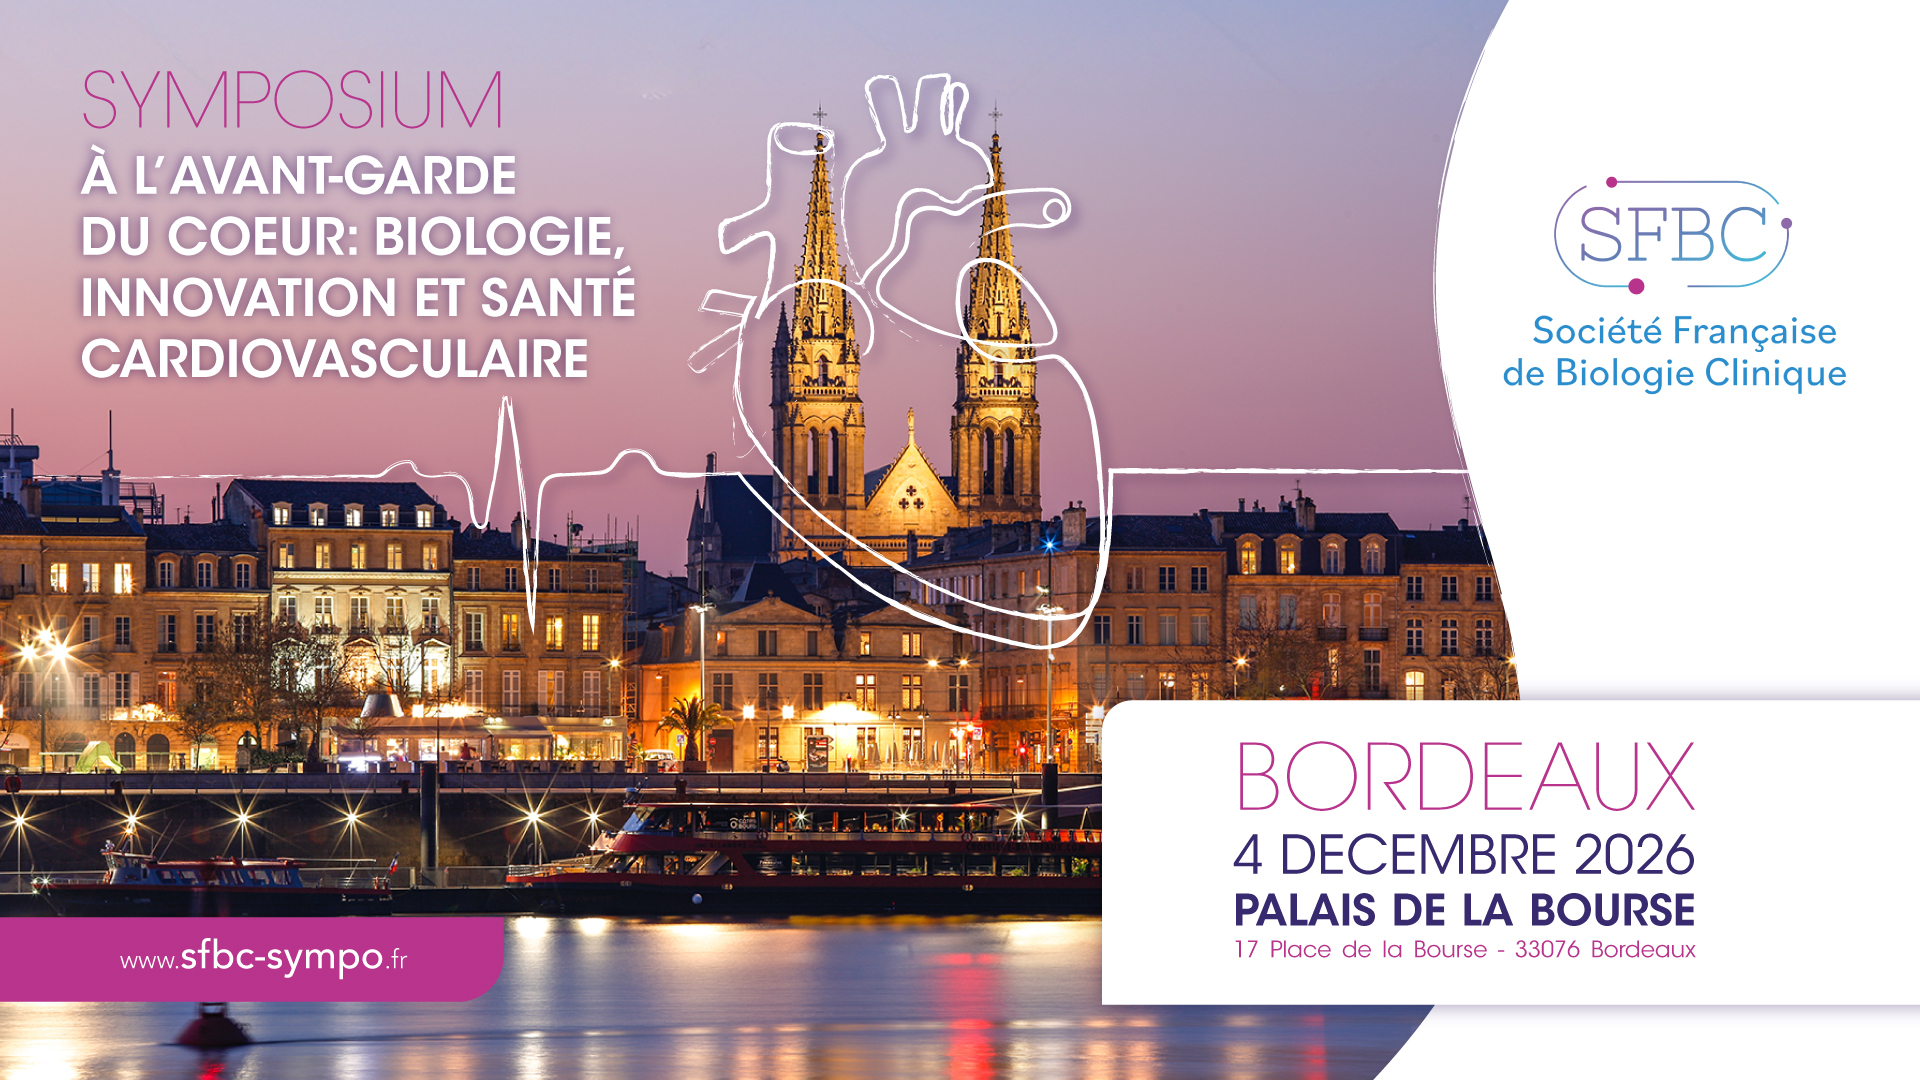 SYMPOSIUM
À L'AVANT-GARDE
DU COEUR: BIOLOGIE,
INNOVATION ET SANTÉ
CARDIOVASCULAIRE
SFBC
Société Française
de Biologie Clinique
BORDEAUX
4 DECEMBRE 2026
PALAIS DE LA BOURSE
17 Place de la Bourse - 33076 Bordeaux
www.sfbc-sympo.fr